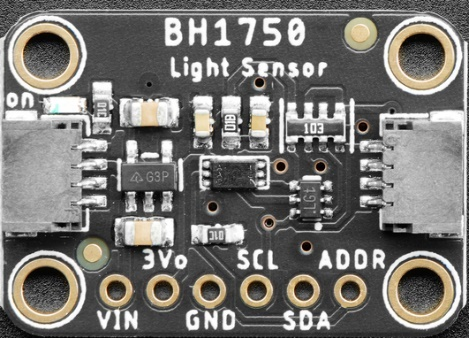 BH1750
Light Sensor
on
103
G3P
3Vo
SCL
ADDR
VIN
GND
SDA